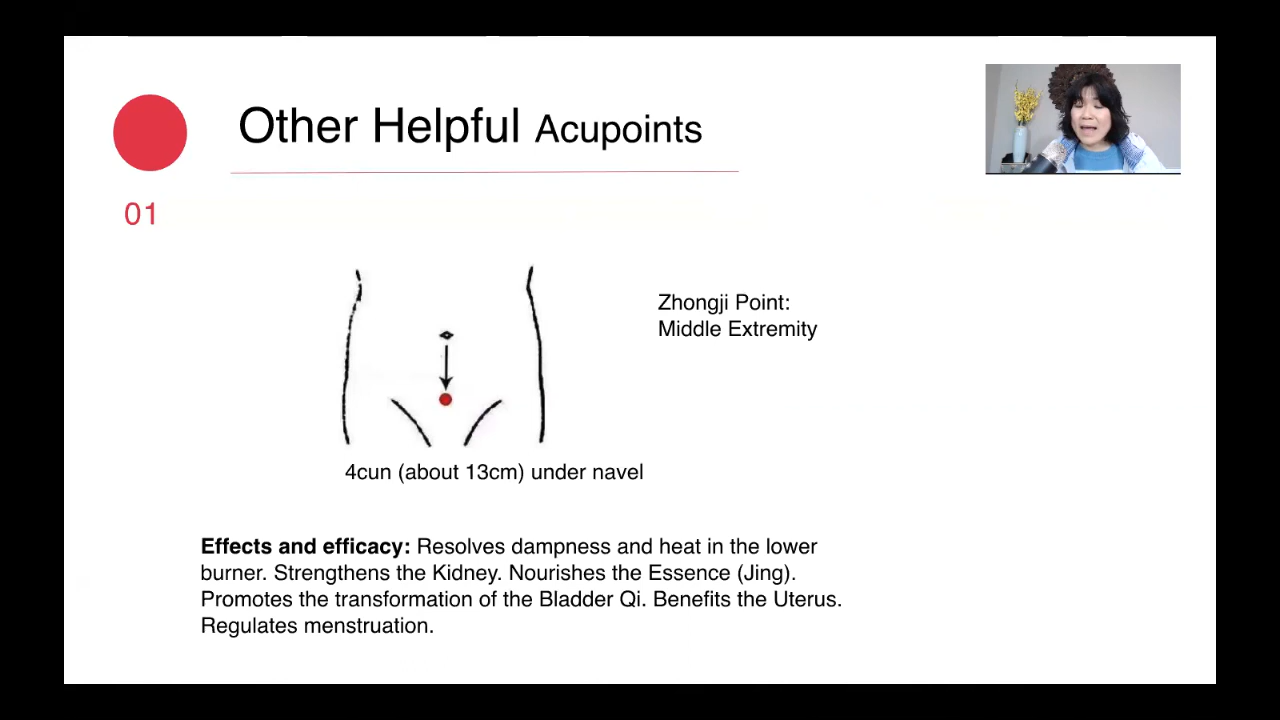 Other Helpful Acupoints
01
Zhongji Point:
Middle Extremity
4cun (about 13cm) under navel
Effects and efficacy: Resolves dampness and heat in the lower
burner. Strengthens the Kidney. Nourishes the Essence (Jing).
Promotes the transformation of the Bladder Qi. Benefits the Uterus.
Regulates menstruation.